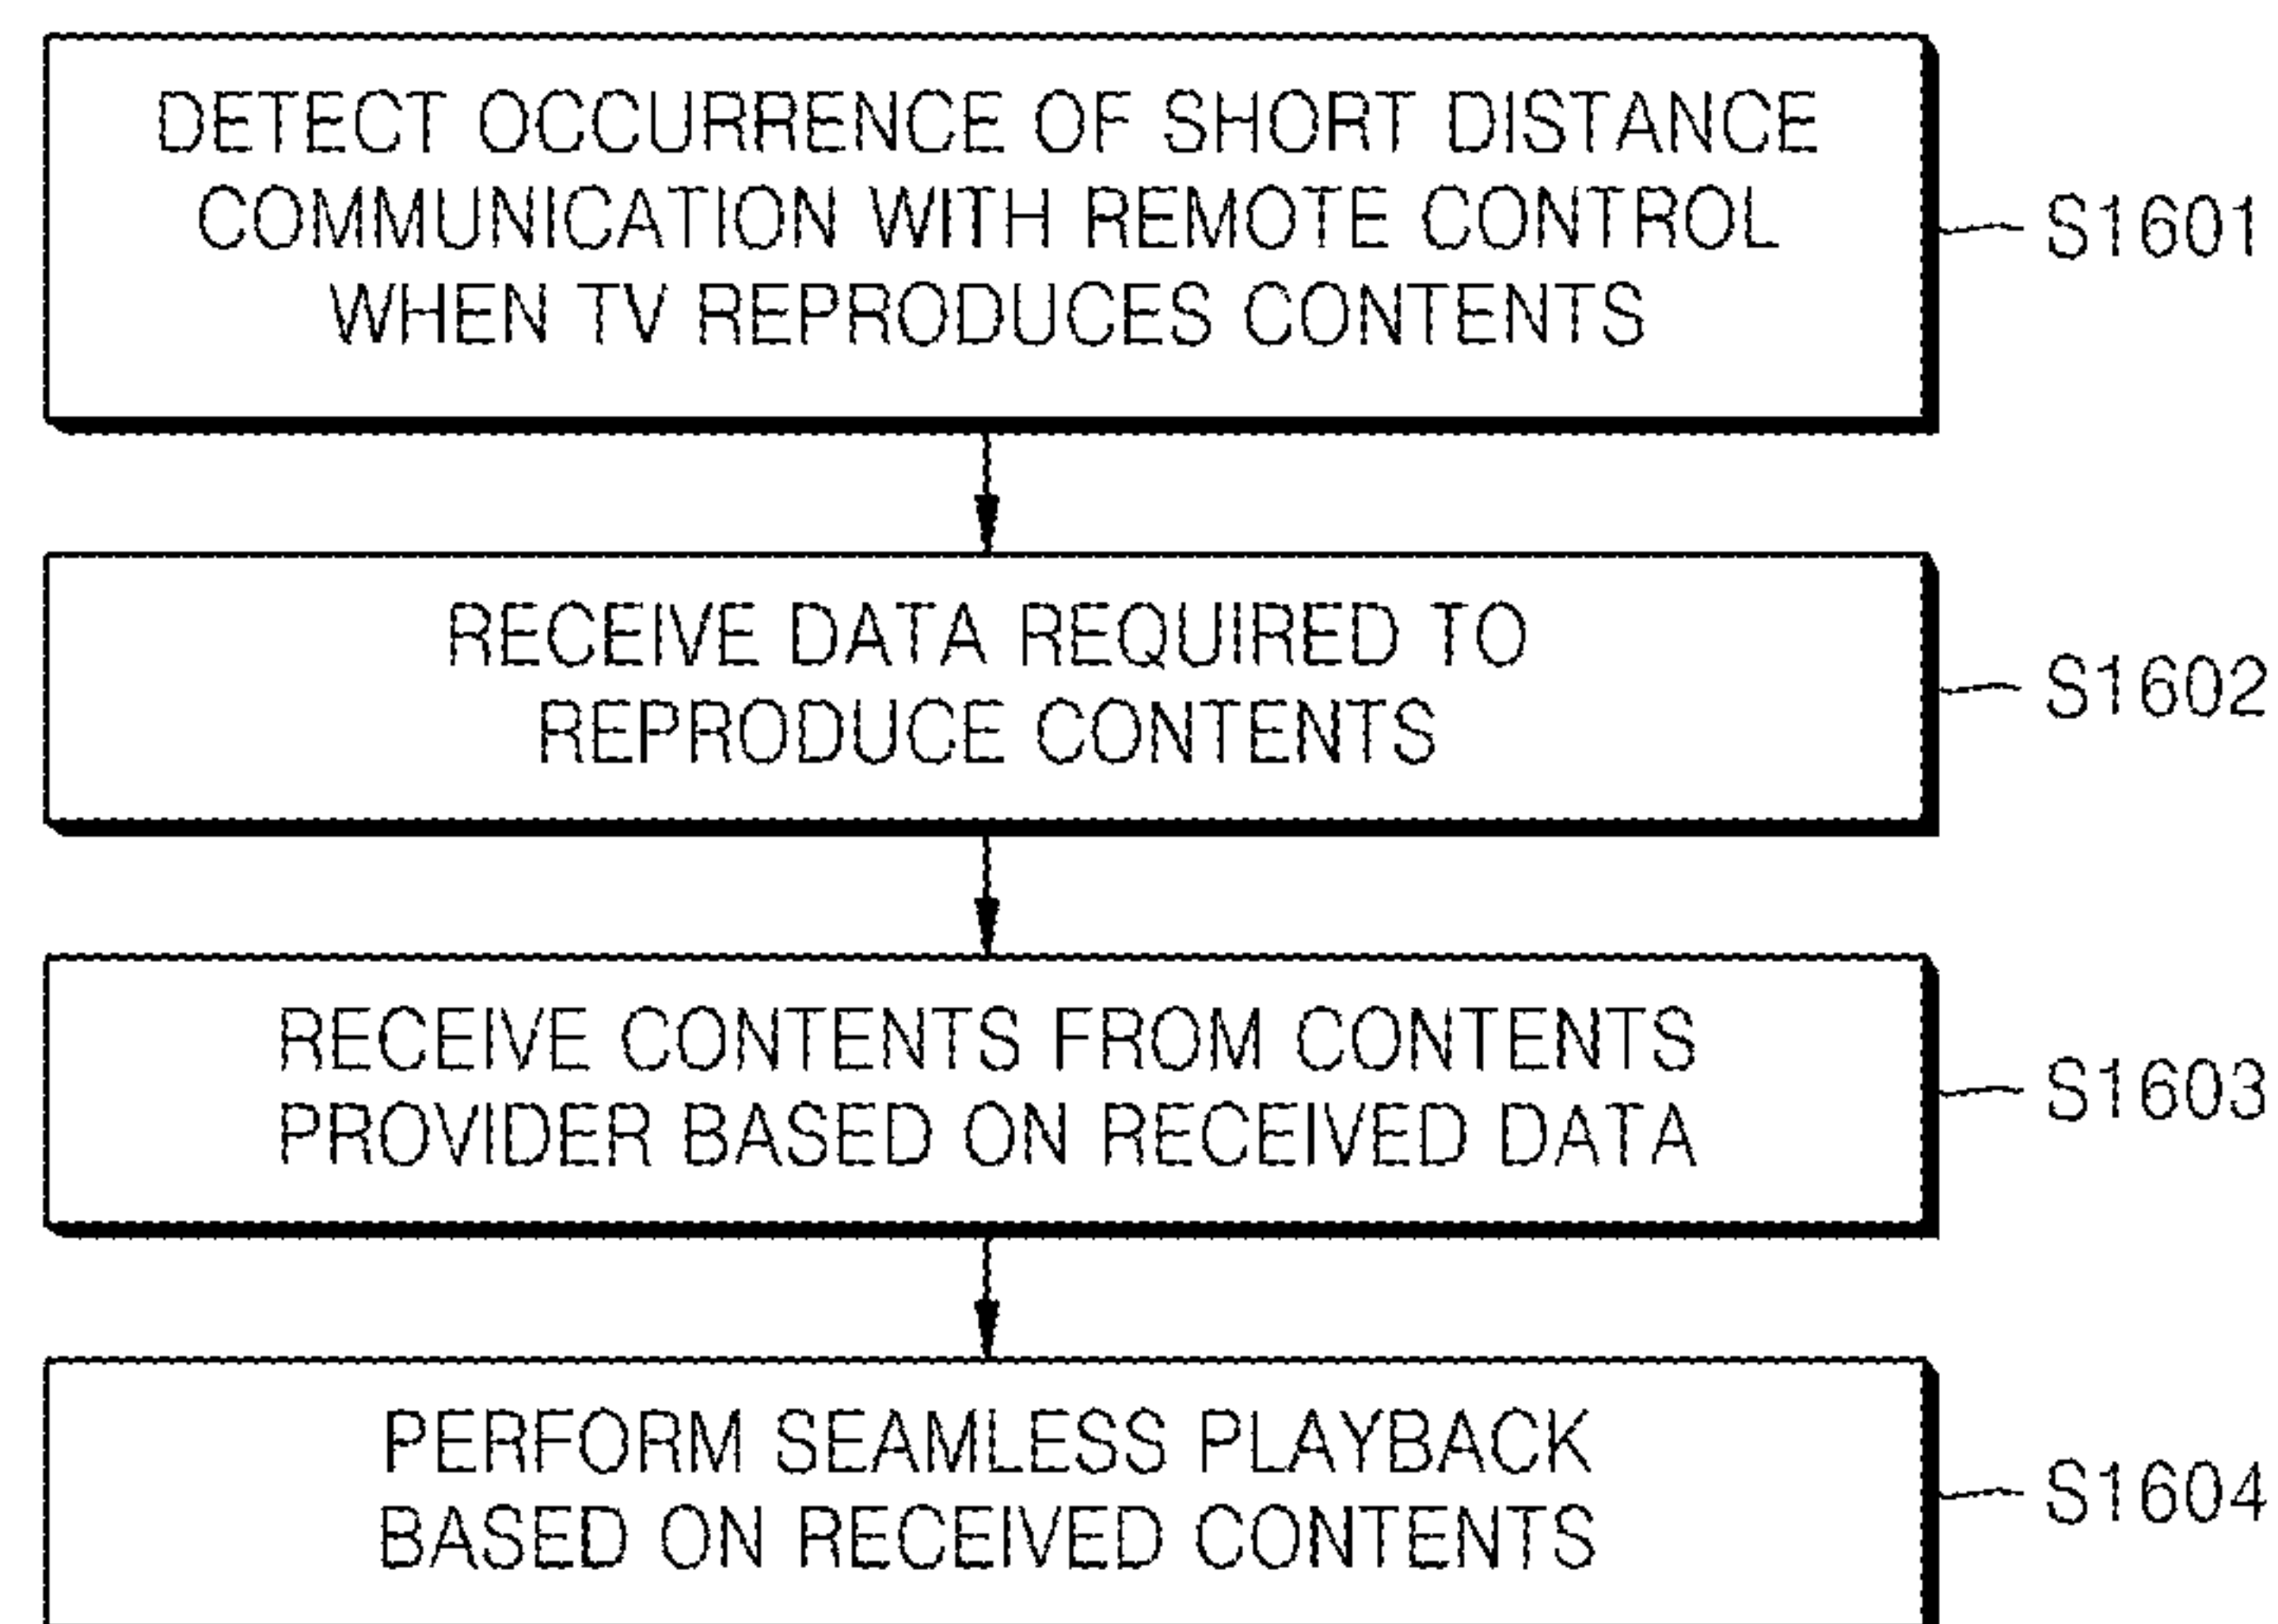 DETECT OCCURRENCE OF SHORT DISTANCE
COMMUNICATION WITH REMOTE CONTROL
WHEN TV REPRODUCES CONTENTS
S1601
RECEIVE DATA REQUIRED TO
REPRODUCE CONTENTS
S1602
RECEIVE CONTENTS FROM CONTENTS
PROVIDER BASED ON RECEIVED DATA
S1603
PERFORM SEAMLESS PLAYBACK
BASED ON RECEIVED CONTENTS
S1604